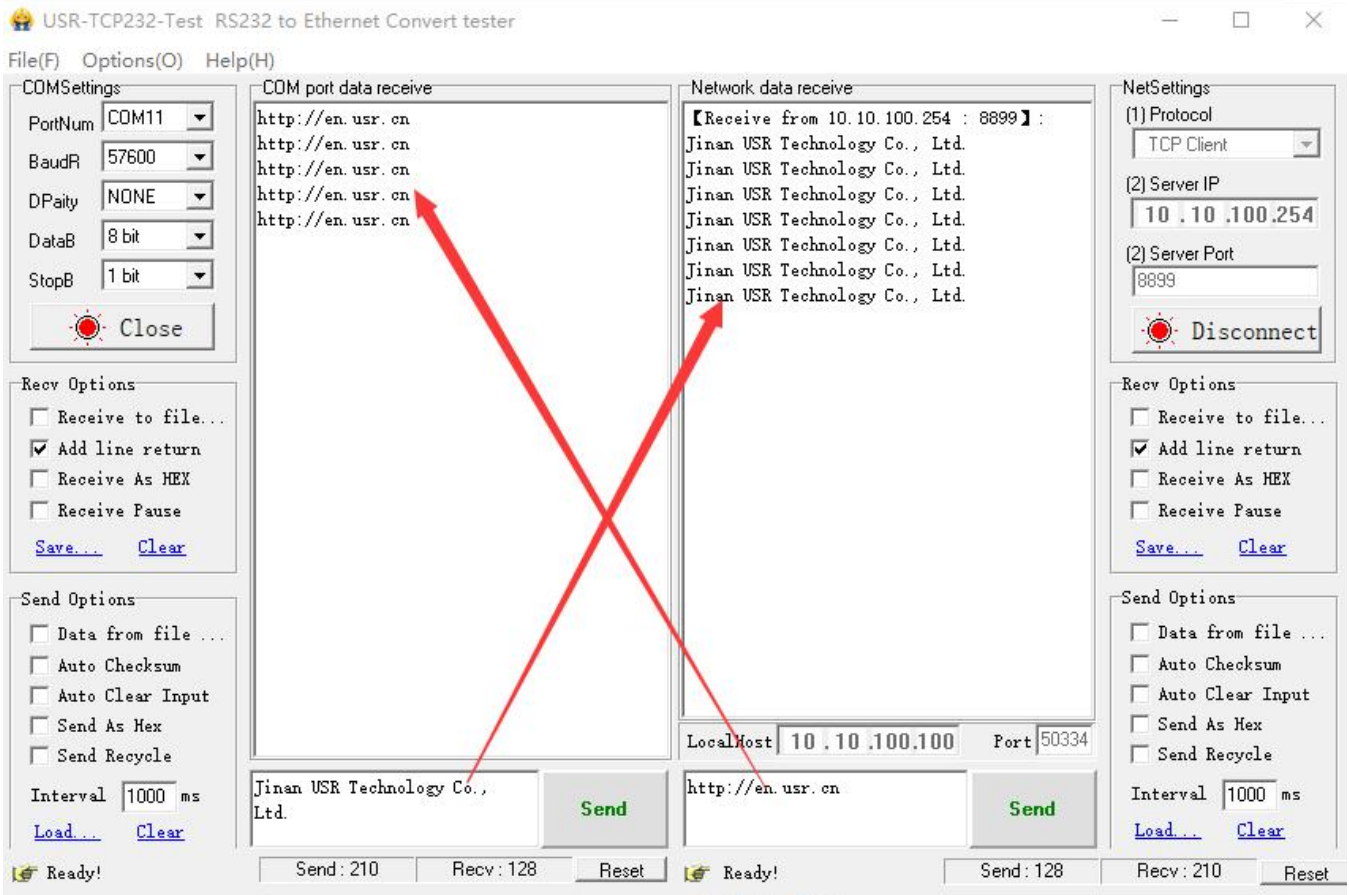 USR-TCP232-Test RS232 to Ethernet Convert tester
File(F) Options(O) Help(H)
COMSettings
PortNum COM11
BaudR 57600
DPaity NONE
DataB 8 bit
StopB 1 bit
Close
Recv Options
Receive to file...
Add line return
Receive As HEX
Receive Pause
Save... Clear
Send Options
Data from file ...
Auto Checksum
Auto Clear Input
Send As Hex
Send Recycle
Interval 1000 ms
Load... Clear
COM port data receive
http://en.usr.cn
http://en.usr.cn
http://en.usr.cn
http://en.usr.cn
http://en.usr.cn
Jinan USR Technology Co.,
Ltd.
Send
Network data receive
【Receive from 10.10.100.254 : 8899】:
Jinan USR Technology Co., Ltd.
Jinan USR Technology Co., Ltd.
Jinan USR Technology Co., Ltd.
Jinan USR Technology Co., Ltd.
Jinan USR Technology Co., Ltd.
Jinan USR Technology Co., Ltd.
Jinan USR Technology Co., Ltd.
LocalHost 10 .10 .100.100 Port 50334
http://en.usr.cn
Send
NetSettings
(1) Protocol
TCP Client
(2) Server IP
10 .10 .100.254
(2) Server Port
8899
Disconnect
Recv Options
Receive to file...
Add line return
Receive As HEX
Receive Pause
Save... Clear
Send Options
Data from file ...
Auto Checksum
Auto Clear Input
Send As Hex
Send Recycle
Interval 1000 ms
Load... Clear
Ready! Send : 210 Recv : 128 Reset
Ready! Send : 128 Recv : 210 Reset